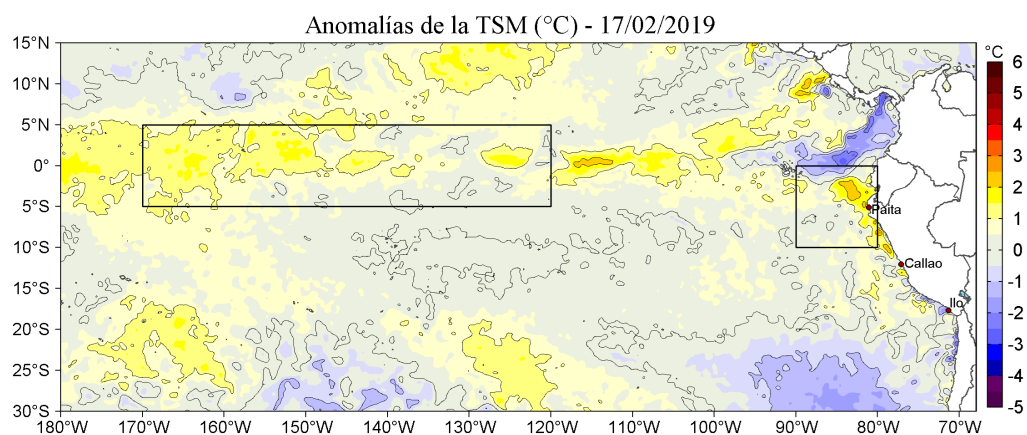 Anomalías de la TSM (°C) - 17/02/2019
15°N
10°N
5°N
0°
5°S
10°S
15°S
20°S
25°S
30°S
180°W
170°W
160°W
150°W
140°W
130°W
120°W
110°W
100°W
90°W
80°W
70°W
Paita
Callao
Ilo
°C
6
5
4
3
2
1
0
-1
-2
-3
-4
-5